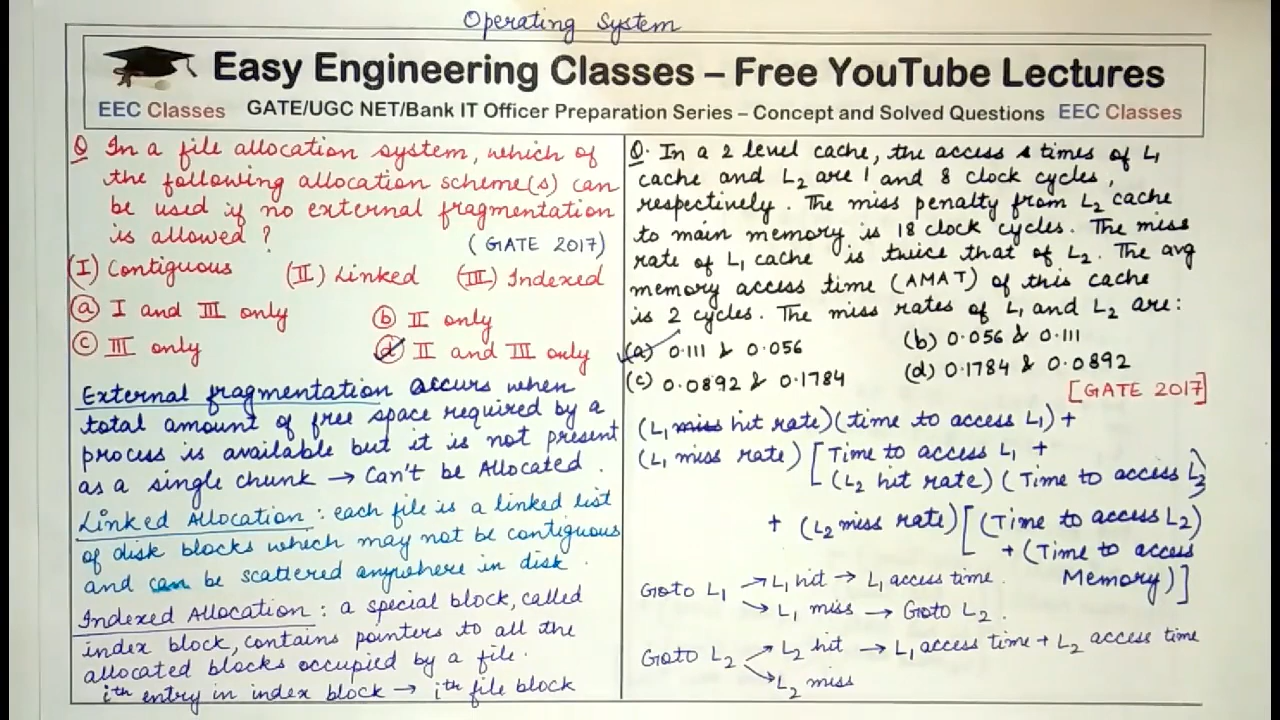 Operating System
Easy Engineering Classes – Free YouTube Lectures
EEC Classes GATE/UGC NET/Bank IT Officer Preparation Series – Concept and Solved Questions EEC Classes
Q In a file allocation system, which of
the following allocation scheme(s) can
be used if no external fragmentation
is allowed ? (GATE 2017)
(I) Contiguous (II) Linked (III) Indexed
(a) I and III only (b) II only
(c) III only (d) II and III only
External fragmentation occurs when
total amount of free space required by a
process is available but it is not present
as a single chunk → Can't be Allocated.
Linked Allocation : each file is a linked list
of disk blocks which may not be contiguous
and can be scattered anywhere in disk.
Indexed Allocation : a special block, called
index block, contains pointers to all the
allocated blocks occupied by a file.
ith entry in index block → ith file block
Q. In a 2 level cache, the access times of L1
cache and L2 are 1 and 8 clock cycles,
respectively. The miss penalty from L2 cache
to main memory is 18 clock cycles. The miss
rate of L1 cache is twice that of L2. The avg
memory access time (AMAT) of this cache
is 2 cycles. The miss rates of L1 and L2 are:
(a) 0.111 & 0.056 (b) 0.056 & 0.111
(c) 0.0892 & 0.1784 (d) 0.1784 & 0.0892
[GATE 2017]
(L1 miss hit rate)(time to access L1) +
(L1 miss rate) [Time to access L1 +
(L2 hit rate) (Time to access L2)
+ (L2 miss rate) [(Time to access L2)
+ (Time to access
Memory)]
Goto L1 → L1 hit → L1 access time.
→ L1 miss → Goto L2.
Goto L2 → L2 hit → L1 access time + L2 access time
→ L2 miss